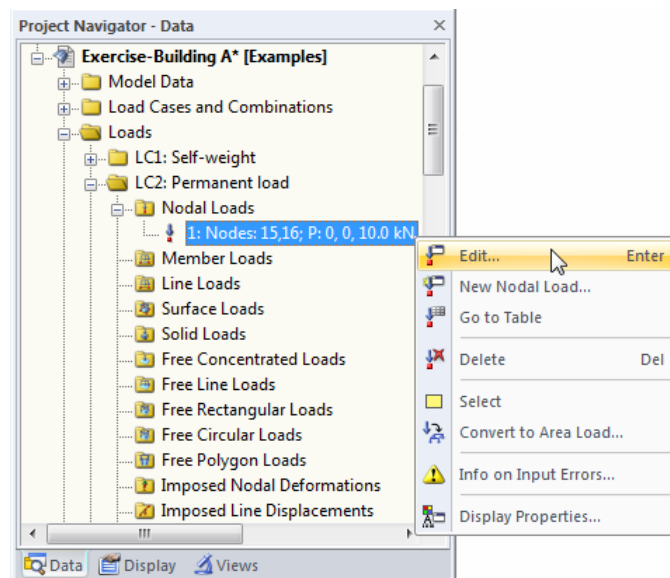 Project Navigator - Data
Exercise-Building A* [Examples]
Model Data
Load Cases and Combinations
Loads
LC1: Self-weight
LC2: Permanent load
Nodal Loads
1: Nodes: 15,16; P: 0, 0, 10.0 kN,
Member Loads
Line Loads
Surface Loads
Solid Loads
Free Concentrated Loads
Free Line Loads
Free Rectangular Loads
Free Circular Loads
Free Polygon Loads
Imposed Nodal Deformations
Imposed Line Displacements
Data Display Views
Edit... Enter
New Nodal Load...
Go to Table
Delete Del
Select
Convert to Area Load...
Info on Input Errors...
Display Properties...